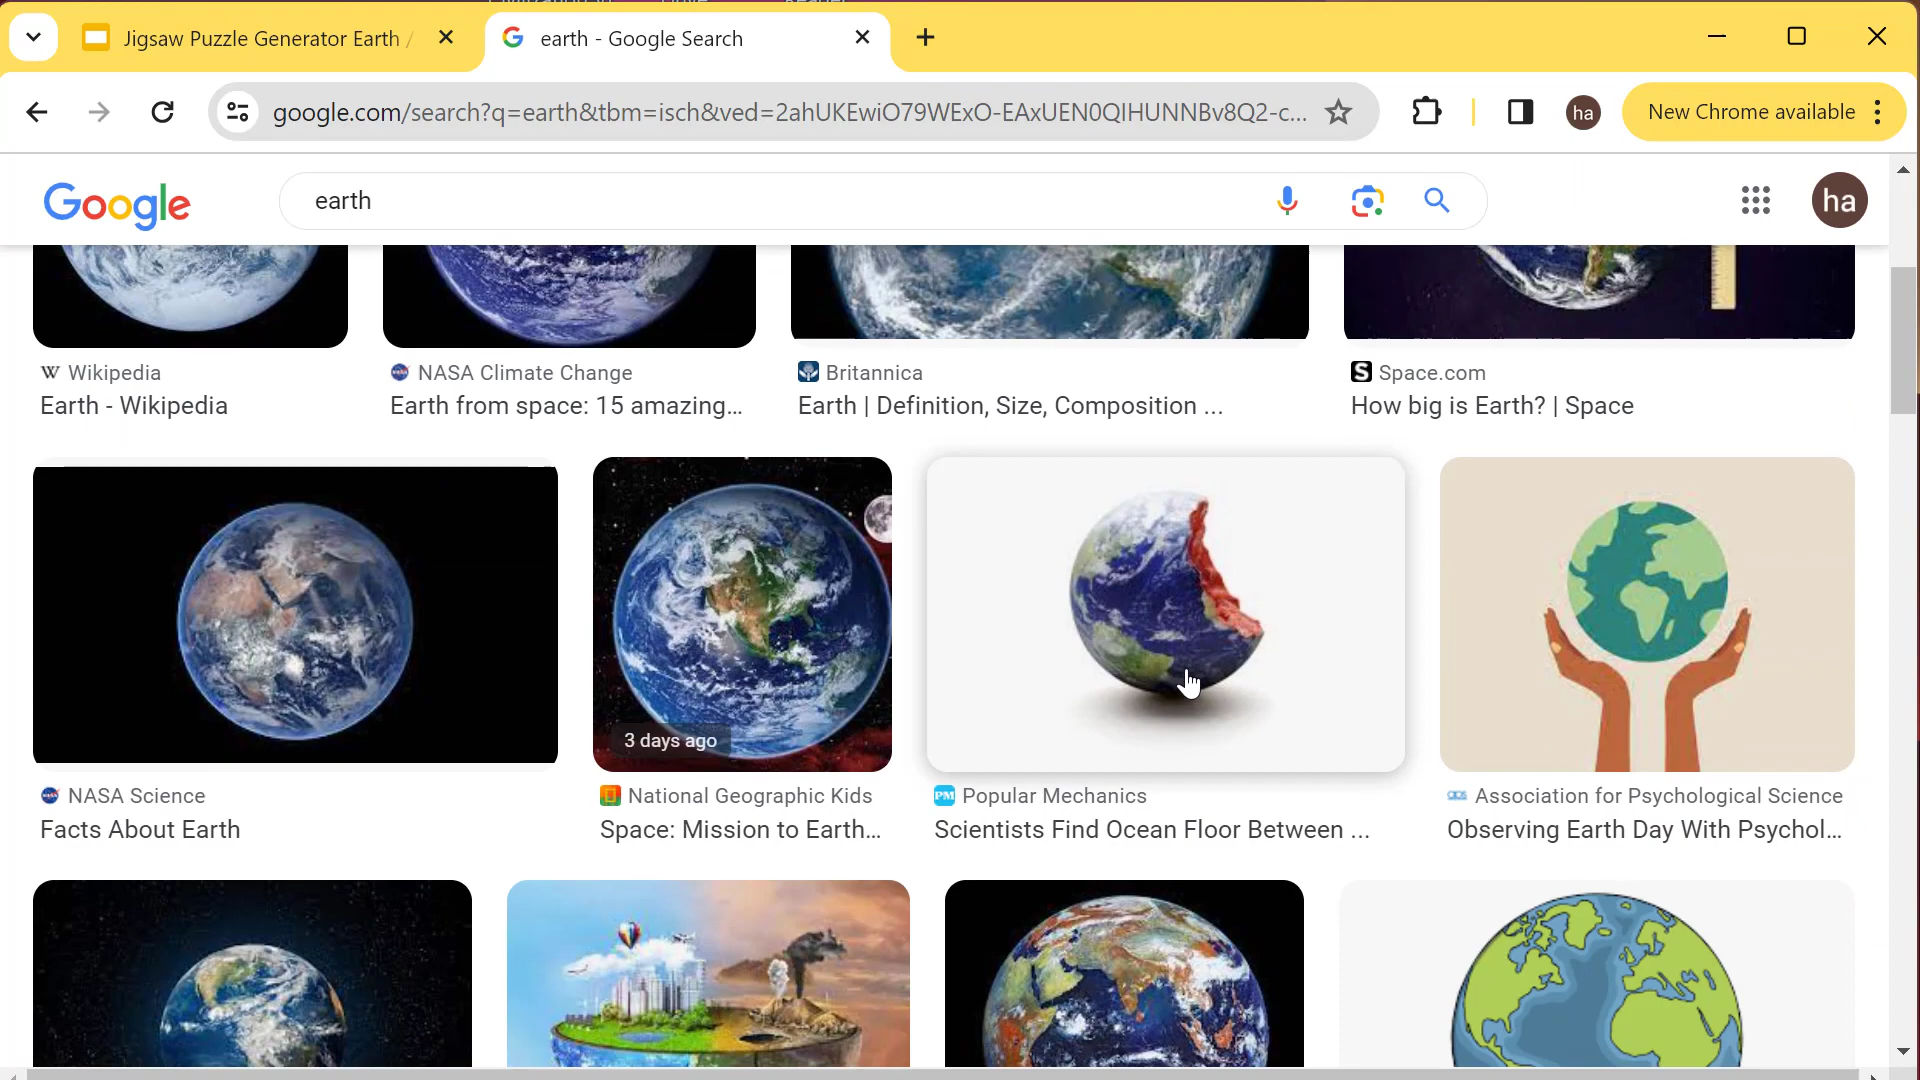 Jigsaw Puzzle Generator Earth /
earth - Google Search
google.com/search?q=earth&tbm=isch&ved=2ahUKEwiO79WExO-EAxUEN0QIHUNNBv8Q2-c...
ha
New Chrome available
Google
earth
ha
W Wikipedia
Earth - Wikipedia
NASA Climate Change
Earth from space: 15 amazing...
Britannica
Earth | Definition, Size, Composition ...
S Space.com
How big is Earth? | Space
3 days ago
NASA Science
Facts About Earth
National Geographic Kids
Space: Mission to Earth...
PM Popular Mechanics
Scientists Find Ocean Floor Between ...
Association for Psychological Science
Observing Earth Day With Psychol...